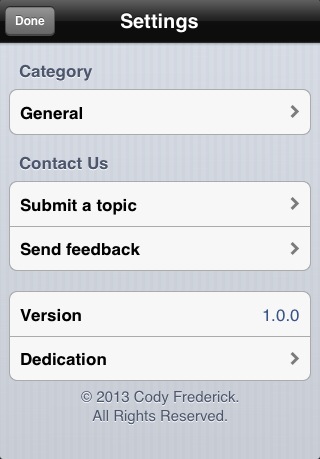 Done
Settings
Category
General
Contact Us
Submit a topic
Send feedback
Version 1.0.0
Dedication
© 2013 Cody Frederick.
All Rights Reserved.